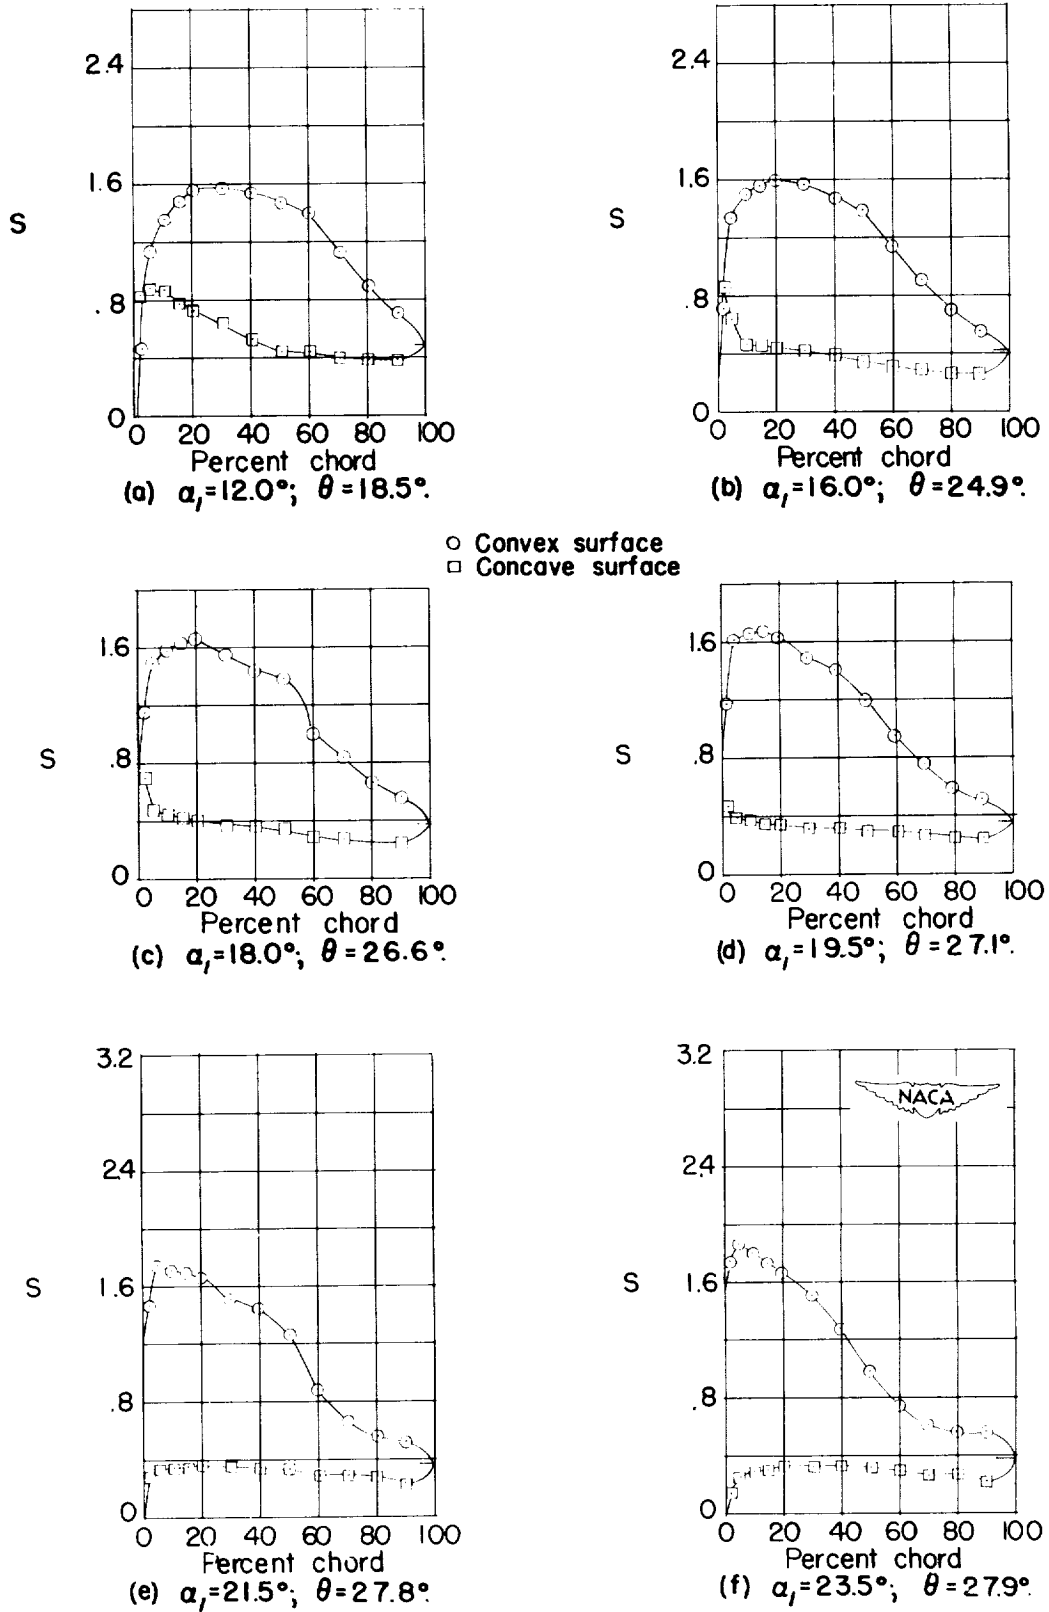 2.4
1.6
S
.8
0
0 20 40 60 80 100
Percent chord
(a) α₁=12.0°; θ=18.5°.
2.4
1.6
S
.8
0
0 20 40 60 80 100
Percent chord
(b) α₁=16.0°; θ=24.9°.
○ Convex surface
□ Concave surface
1.6
S
.8
0
0 20 40 60 80 100
Percent chord
(c) α₁=18.0°; θ=26.6°.
1.6
S
.8
0
0 20 40 60 80 100
Percent chord
(d) α₁=19.5°; θ=27.1°.
3.2
2.4
1.6
S
.8
0
0 20 40 60 80 100
Percent chord
(e) α₁=21.5°; θ=27.8°.
3.2
NACA
2.4
1.6
S
.8
0
0 20 40 60 80 100
Percent chord
(f) α₁=23.5°; θ=27.9°.